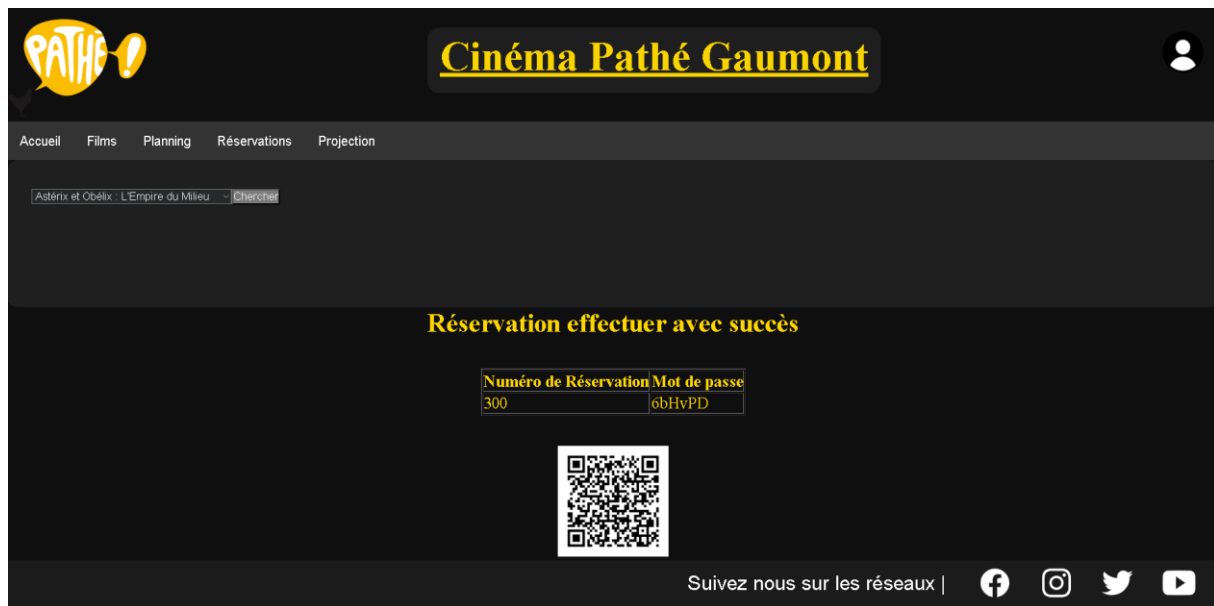 PATHÉ!
Cinéma Pathé Gaumont
Accueil Films Planning Réservations Projection
Astérix et Obélix : L'Empire du Milieu Chercher
Réservation effectuer avec succès
Numéro de Réservation Mot de passe
300 6bHvPD
Suivez nous sur les réseaux |